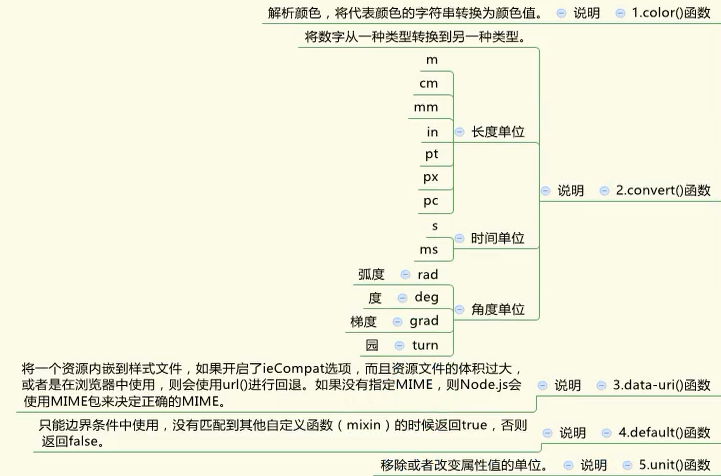 解析颜色，将代表颜色的字符串转换为颜色值。 说明 1.color()函数
将数字从一种类型转换到另一种类型。
m
cm
mm
in
pt
px
pc
长度单位
s
ms
时间单位
弧度 rad
度 deg
梯度 grad
园 turn
角度单位
说明 2.convert()函数
将一个资源内嵌到样式文件，如果开启了ieCompat选项，而且资源文件的体积过大，
或者是在浏览器中使用，则会使用url()进行回退。如果没有指定MIME，则Node.js会
使用MIME包来决定正确的MIME。
说明 3.data-uri()函数
只能边界条件中使用，没有匹配到其他自定义函数（mixin）的时候返回true，否则
返回false。
说明 4.default()函数
移除或者改变属性值的单位。 说明 5.unit()函数